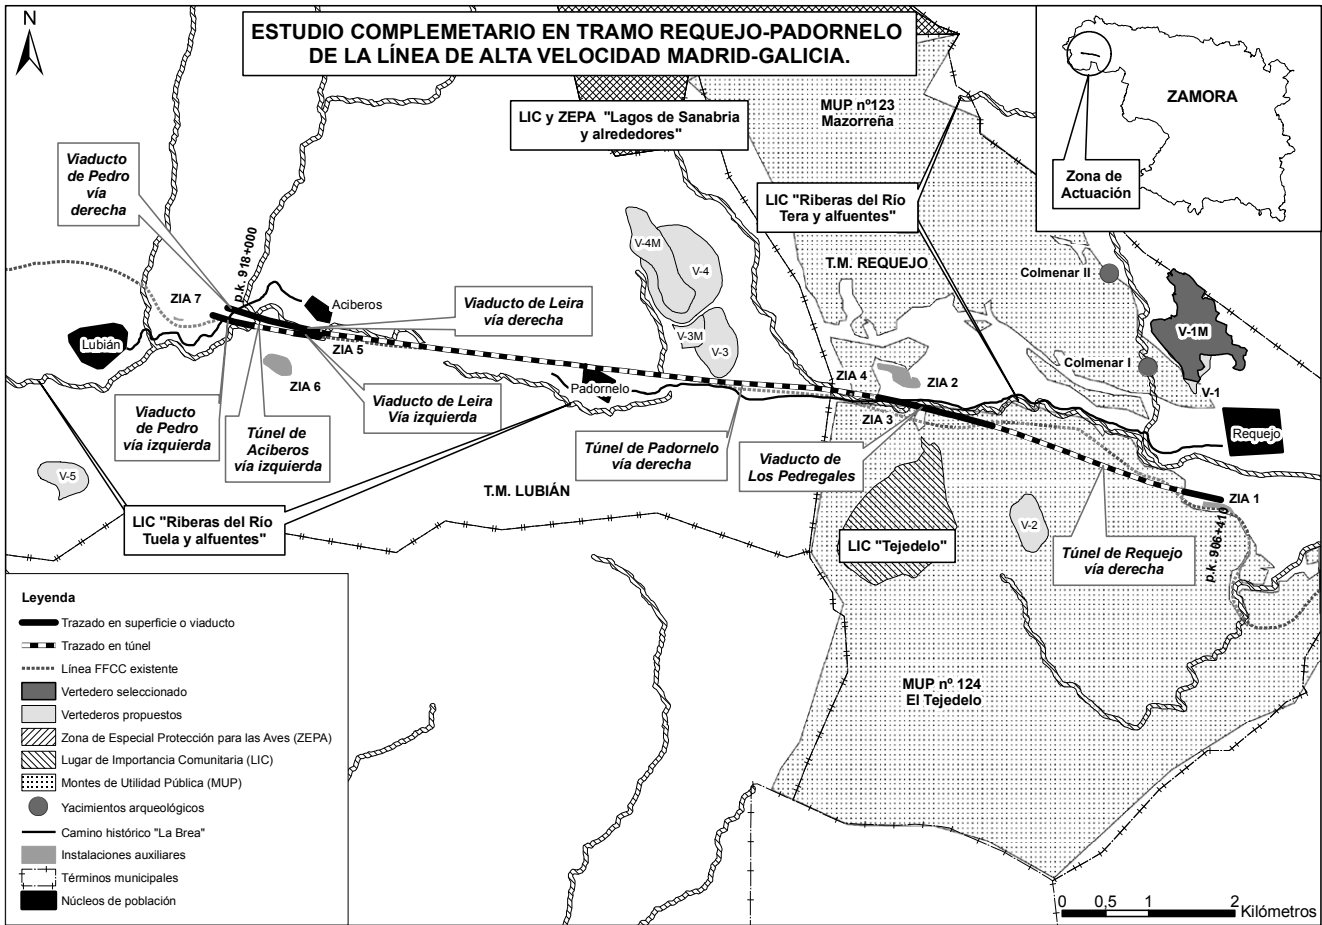 N
ESTUDIO COMPLEMETARIO EN TRAMO REQUEJO-PADORNELO
DE LA LÍNEA DE ALTA VELOCIDAD MADRID-GALICIA.
ZAMORA
Zona de
Actuación
MUP nº123
Mazorreña
LIC y ZEPA "Lagos de Sanabria
y alrededores"
LIC "Riberas del Río
Tera y alfuentes"
Viaducto
de Pedro
vía
derecha
p.k. 918+000
T.M. REQUEJO
Colmenar II
V-4M
V-4
V-3M
V-3
V-1M
V-1
Colmenar I
ZIA 7
Aciberos
Viaducto de Leira
vía derecha
Lubián
ZIA 5
ZIA 6
Padornelo
ZIA 4
ZIA 2
ZIA 3
Requejo
Viaducto
de Pedro
vía izquierda
Túnel de
Aciberos
vía izquierda
Viaducto de Leira
Vía izquierda
Túnel de Padornelo
vía derecha
Viaducto de
Los Pedregales
V-5
T.M. LUBIÁN
ZIA 1
p.k. 906+410
LIC "Riberas del Río
Tuela y alfuentes"
LIC "Tejedelo"
V-2
Túnel de Requejo
vía derecha
MUP nº 124
El Tejedelo
Leyenda
Trazado en superficie o viaducto
Trazado en túnel
Línea FFCC existente
Vertedero seleccionado
Vertederos propuestos
Zona de Especial Protección para las Aves (ZEPA)
Lugar de Importancia Comunitaria (LIC)
Montes de Utilidad Pública (MUP)
Yacimientos arqueológicos
Camino histórico "La Brea"
Instalaciones auxiliares
Términos municipales
Núcleos de población
0 0,5 1 2
Kilómetros